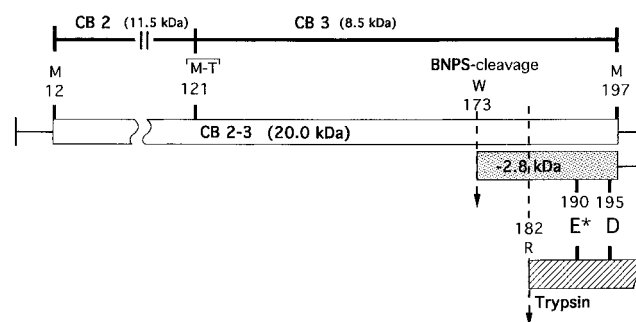 CB 2 (11.5 kDa) CB 3 (8.5 kDa)
M M-T BNPS-cleavage M
12 121 W 197
173
CB 2-3 (20.0 kDa)
-2.8 kDa
190 195
182 E* D
R
Trypsin